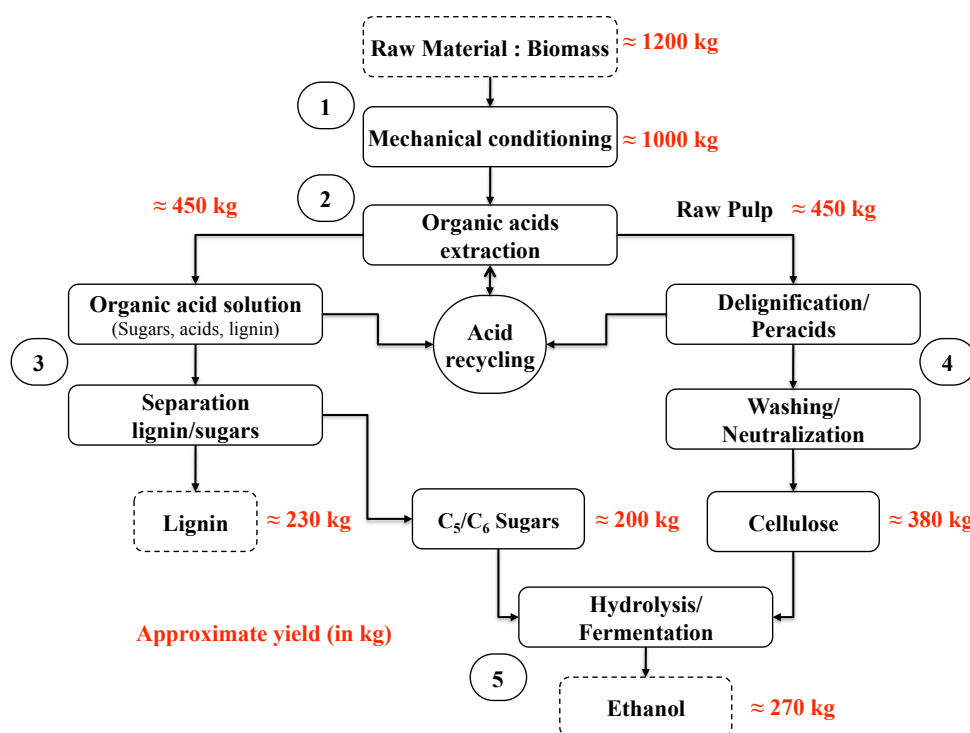 Raw Material : Biomass
≈ 1200 kg
1
Mechanical conditioning
≈ 1000 kg
2
≈ 450 kg
Organic acids
extraction
Raw Pulp
≈ 450 kg
Organic acid solution
(Sugars, acids, lignin)
Acid
recycling
Delignification/
Peracids
3
4
Separation
lignin/sugars
Washing/
Neutralization
Lignin
≈ 230 kg
C₅/C₆ Sugars
≈ 200 kg
Cellulose
≈ 380 kg
Hydrolysis/
Fermentation
Approximate yield (in kg)
5
Ethanol
≈ 270 kg